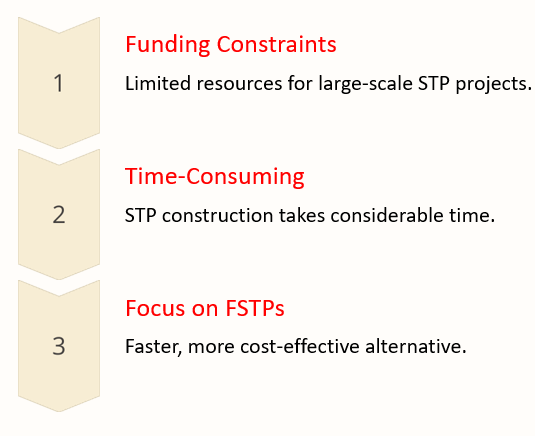 1
Funding Constraints
Limited resources for large-scale STP projects.
2
Time-Consuming
STP construction takes considerable time.
3
Focus on FSTPs
Faster, more cost-effective alternative.